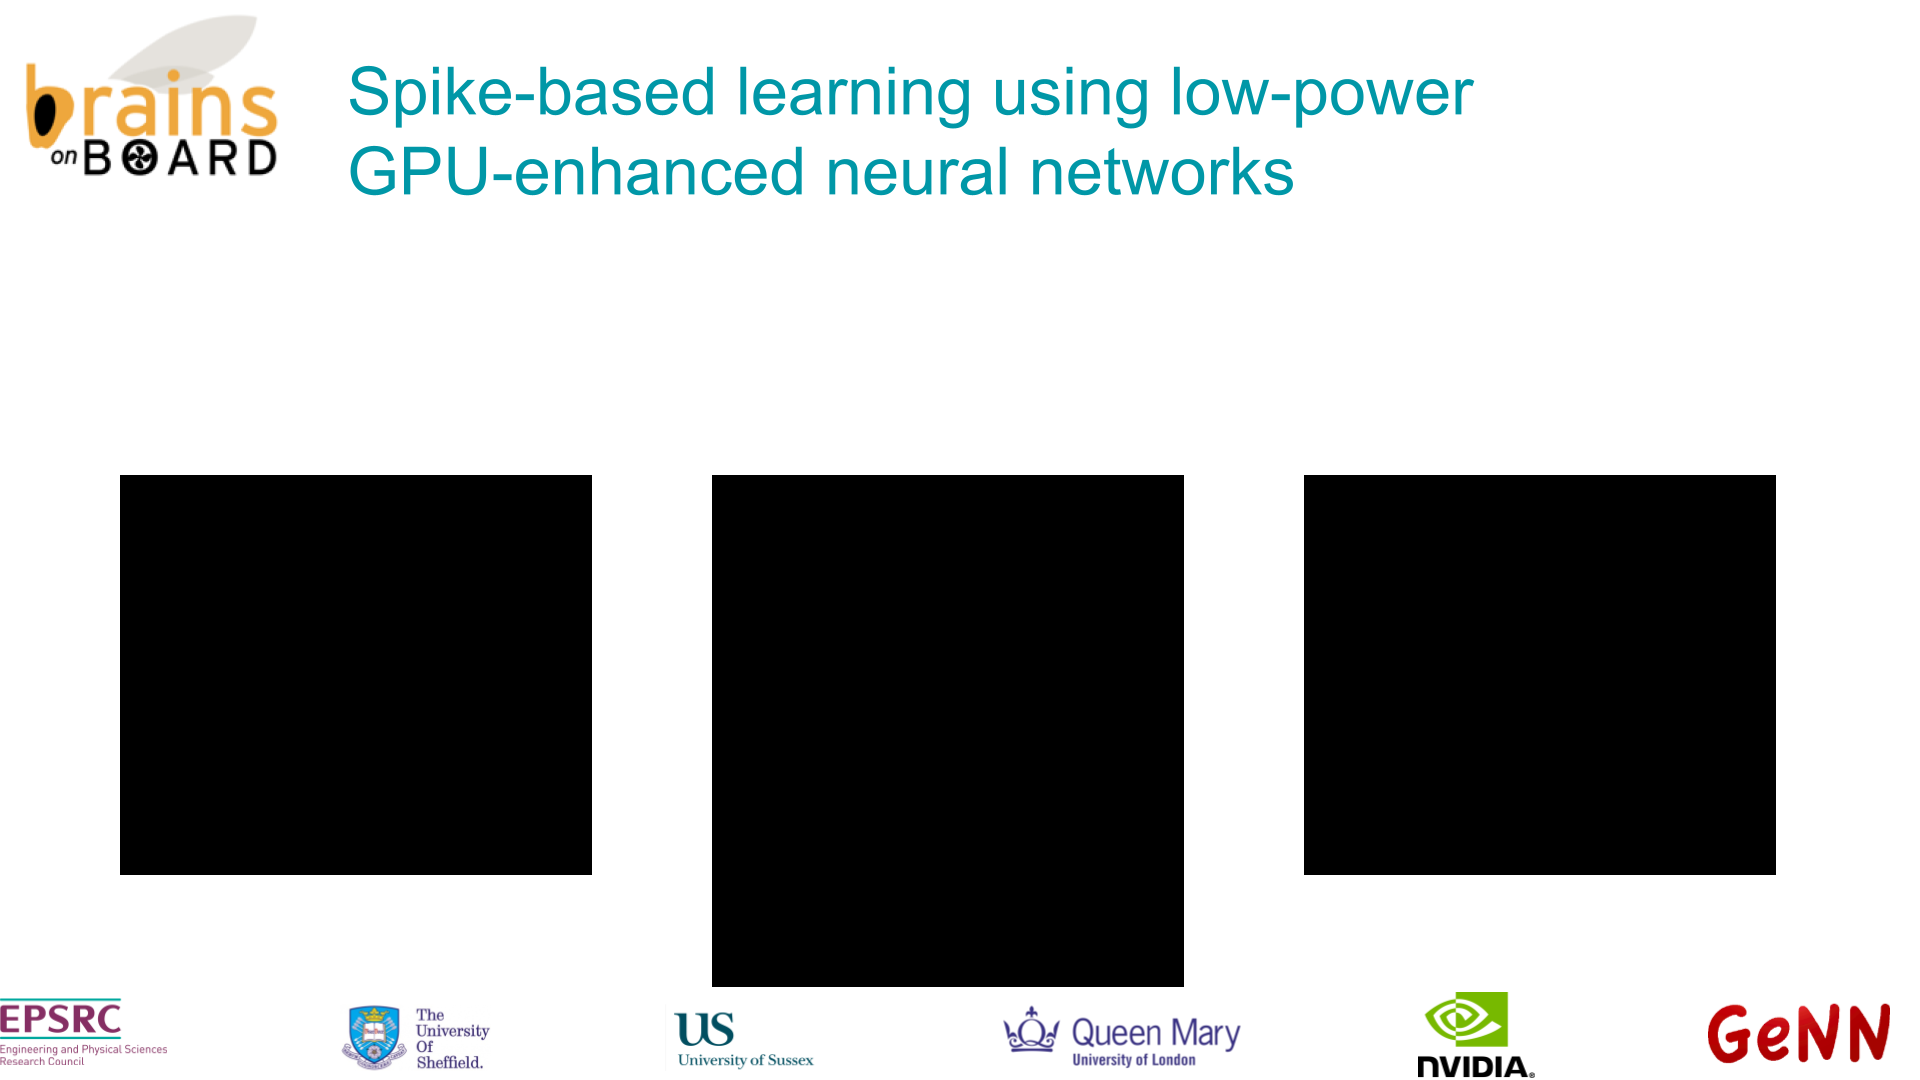 brains
on BOARD
Spike-based learning using low-power
GPU-enhanced neural networks
EPSRC
Engineering and Physical Sciences
Research Council
The
University
Of
Sheffield.
US
University of Sussex
Queen Mary
University of London
NVIDIA.
GeNN